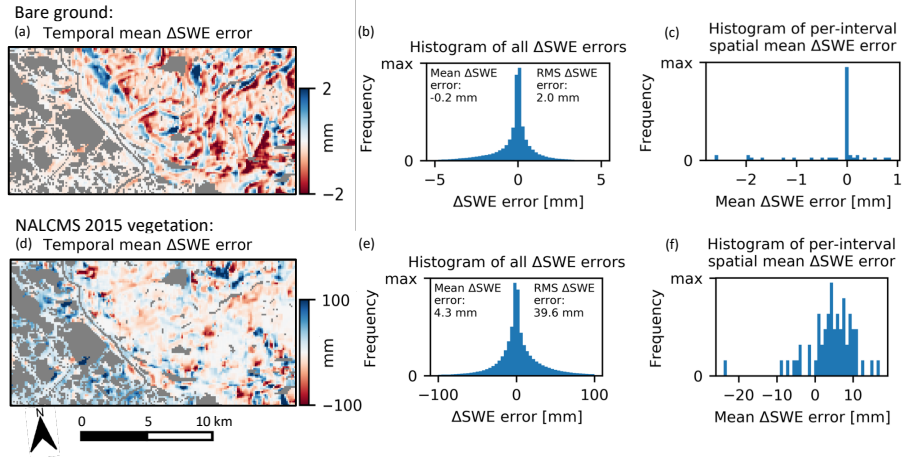 Bare ground:
(a) Temporal mean ΔSWE error
2
mm
−2
(b)
Histogram of all ΔSWE errors
max
Frequency
0
Mean ΔSWE
error:
-0.2 mm
RMS ΔSWE
error:
2.0 mm
−5 0 5
ΔSWE error [mm]
(c)
Histogram of per-interval
spatial mean ΔSWE error
max
Frequency
0
−2 −1 0 1
Mean ΔSWE error [mm]
NALCMS 2015 vegetation:
(d) Temporal mean ΔSWE error
100
mm
−100
N
0 5 10 km
(e)
Histogram of all ΔSWE errors
max
Frequency
0
Mean ΔSWE
error:
4.3 mm
RMS ΔSWE
error:
39.6 mm
−100 0 100
ΔSWE error [mm]
(f)
Histogram of per-interval
spatial mean ΔSWE error
max
Frequency
0
−20 −10 0 10
Mean ΔSWE error [mm]